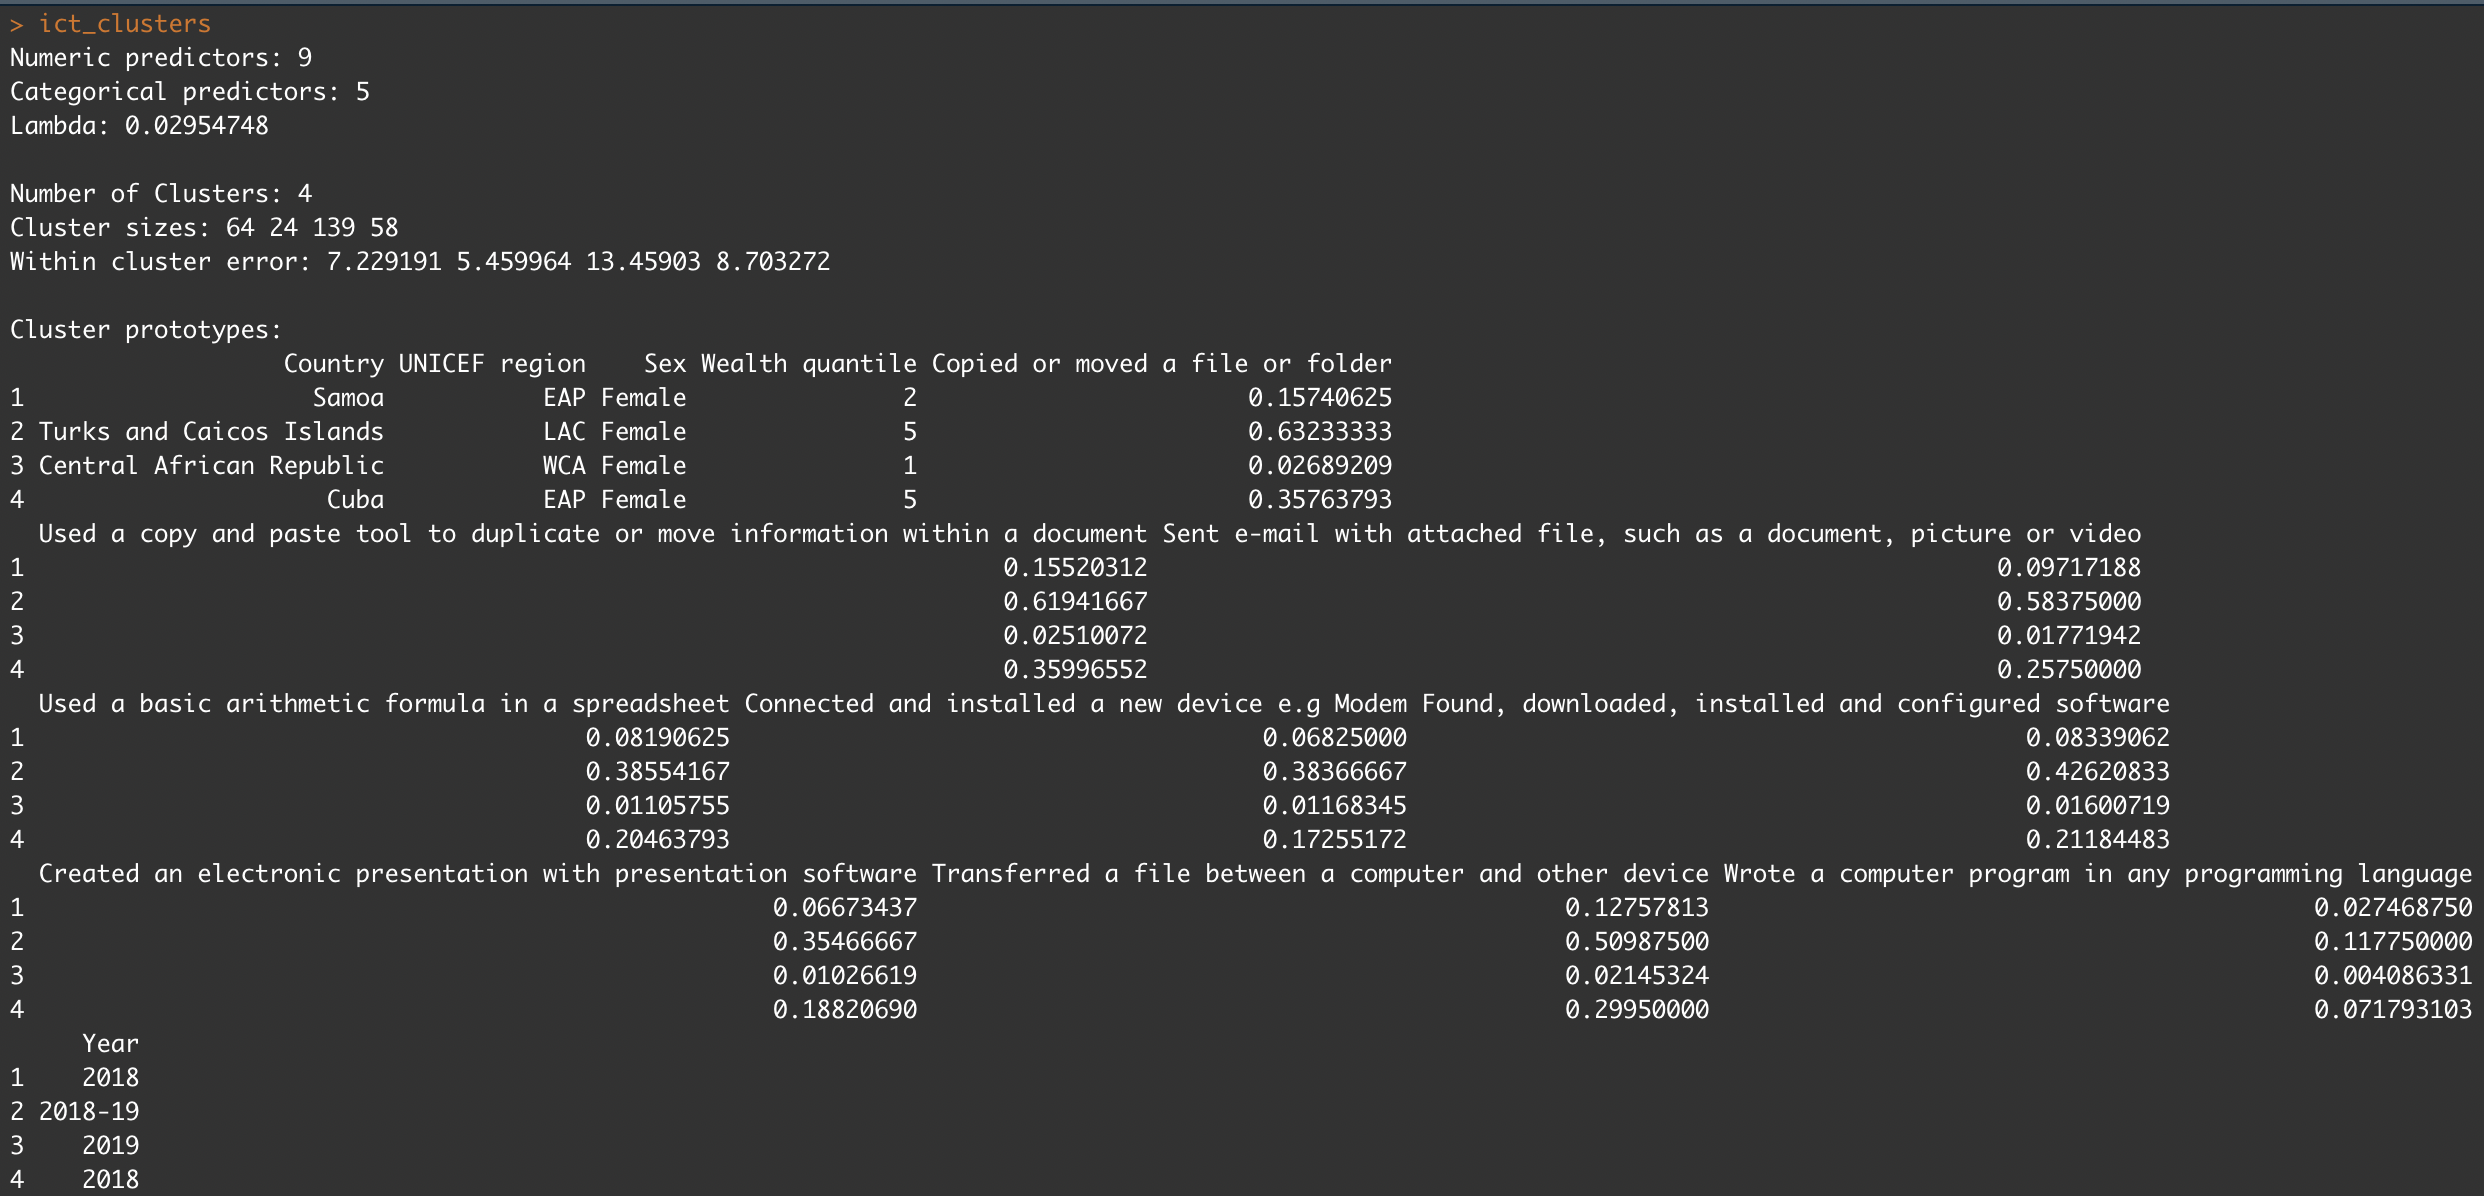 > ict_clusters
Numeric predictors: 9
Categorical predictors: 5
Lambda: 0.02954748
Number of Clusters: 4
Cluster sizes: 64 24 139 58
Within cluster error: 7.229191 5.459964 13.45903 8.703272
Cluster prototypes:
Country UNICEF region Sex Wealth quantile Copied or moved a file or folder
1 Samoa EAP Female 2 0.15740625
2 Turks and Caicos Islands LAC Female 5 0.63233333
3 Central African Republic WCA Female 1 0.02689209
4 Cuba EAP Female 5 0.35763793
Used a copy and paste tool to duplicate or move information within a document Sent e-mail with attached file, such as a document, picture or video
1 0.15520312 0.09717188
2 0.61941667 0.58375000
3 0.02510072 0.01771942
4 0.35996552 0.25750000
Used a basic arithmetic formula in a spreadsheet Connected and installed a new device e.g Modem Found, downloaded, installed and configured software
1 0.08190625 0.06825000 0.08339062
2 0.38554167 0.38366667 0.42620833
3 0.01105755 0.01168345 0.01600719
4 0.20463793 0.17255172 0.21184483
Created an electronic presentation with presentation software Transferred a file between a computer and other device Wrote a computer program in any programming language
1 0.06673437 0.12757813 0.027468750
2 0.35466667 0.50987500 0.117750000
3 0.01026619 0.02145324 0.004086331
4 0.18820690 0.29950000 0.071793103
Year
1 2018
2 2018-19
3 2019
4 2018